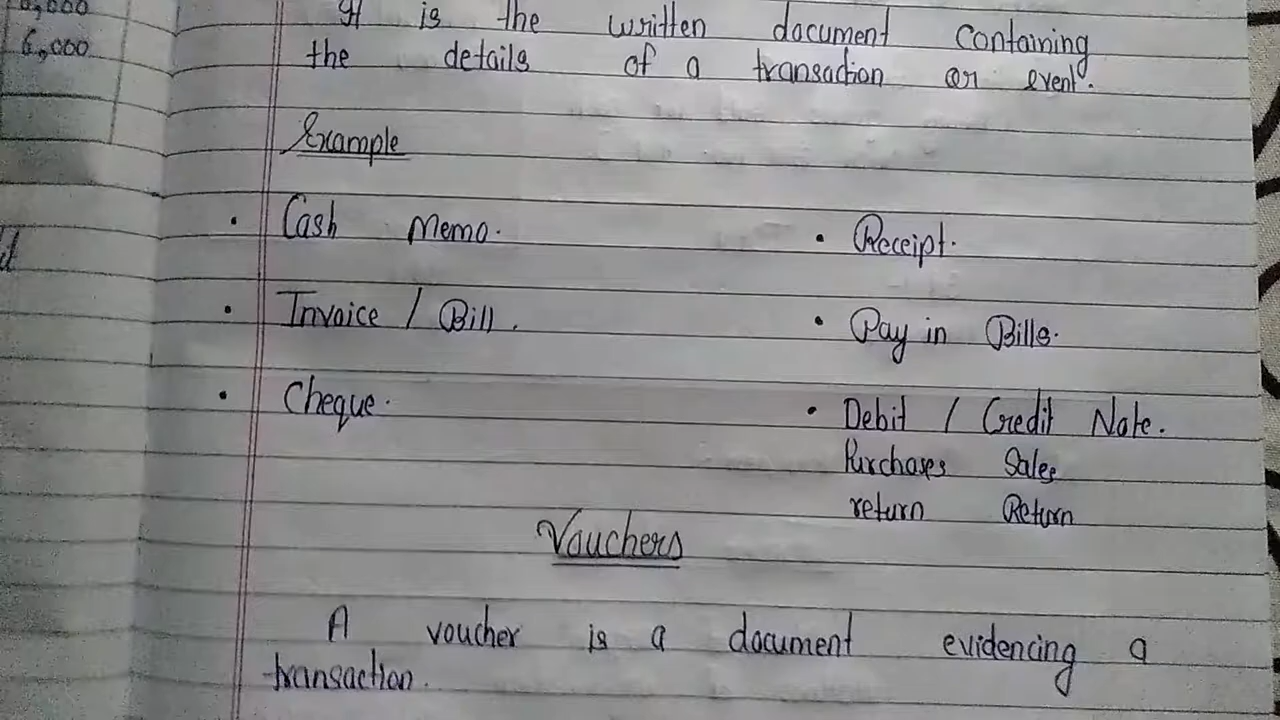 6,000
It is the written document containing
the details of a transaction or event.
Example
• Cash Memo.
• Receipt.
• Invoice / Bill.
• Pay in Bills.
• Cheque.
• Debit / Credit Note.
Purchases Sales
return Return
Vouchers
A voucher is a document evidencing a
transaction.